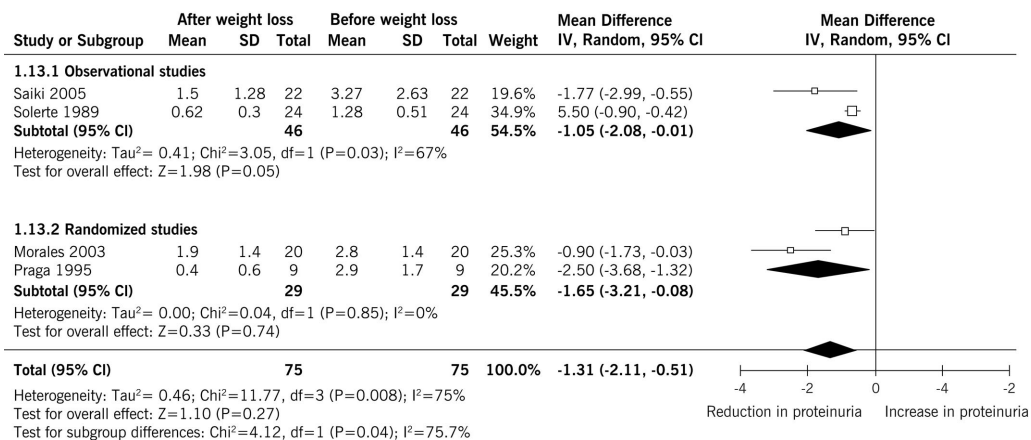 After weight loss Before weight loss Mean Difference Mean Difference
Study or Subgroup Mean SD Total Mean SD Total Weight IV, Random, 95% CI IV, Random, 95% CI
1.13.1 Observational studies
Saiki 2005 1.5 1.28 22 3.27 2.63 22 19.6% -1.77 (-2.99, -0.55)
Solerte 1989 0.62 0.3 24 1.28 0.51 24 34.9% 5.50 (-0.90, -0.42)
Subtotal (95% CI) 46 46 54.5% -1.05 (-2.08, -0.01)
Heterogeneity: Tau²= 0.41; Chi²=3.05, df=1 (P=0.03); I²=67%
Test for overall effect: Z=1.98 (P=0.05)
1.13.2 Randomized studies
Morales 2003 1.9 1.4 20 2.8 1.4 20 25.3% -0.90 (-1.73, -0.03)
Praga 1995 0.4 0.6 9 2.9 1.7 9 20.2% -2.50 (-3.68, -1.32)
Subtotal (95% CI) 29 29 45.5% -1.65 (-3.21, -0.08)
Heterogeneity: Tau²= 0.00; Chi²=0.04, df=1 (P=0.85); I²=0%
Test for overall effect: Z=0.33 (P=0.74)
Total (95% CI) 75 75 100.0% -1.31 (-2.11, -0.51)
Heterogeneity: Tau²= 0.46; Chi²=11.77, df=3 (P=0.008); I²=75%
Test for overall effect: Z=1.10 (P=0.27)
Test for subgroup differences: Chi²=4.12, df=1 (P=0.04); I²=75.7%
-4 -2 0 -2 -2
Reduction in proteinuria Increase in proteinuria